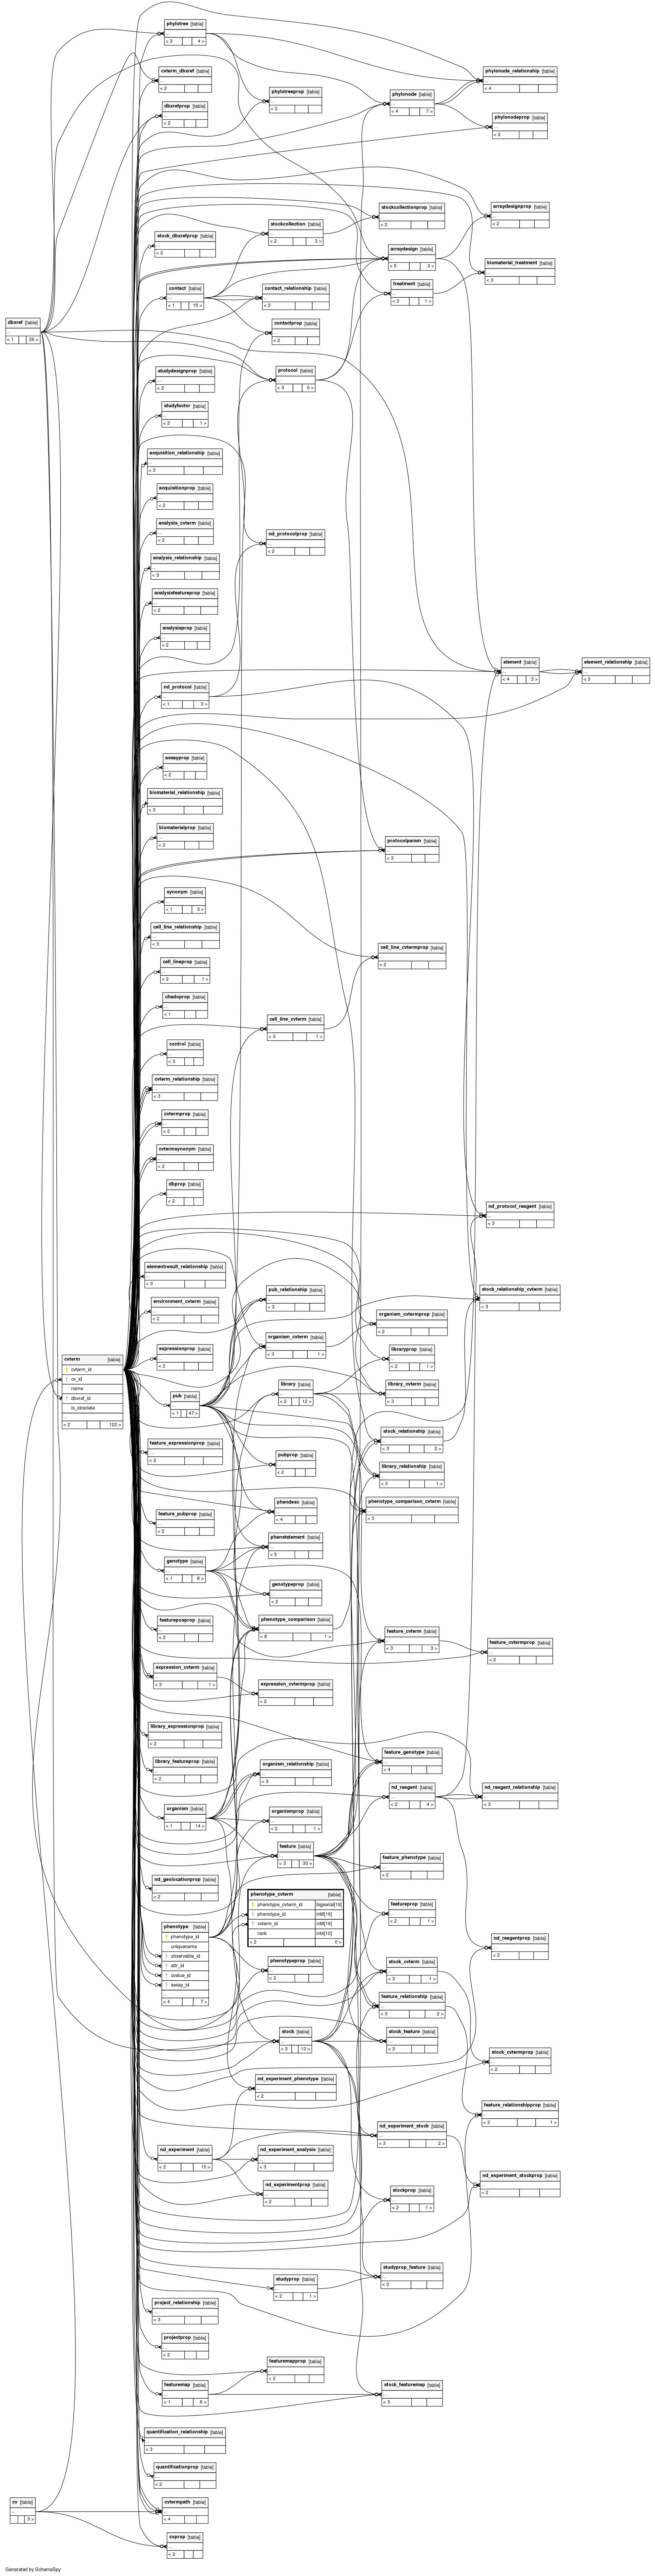 phylotree [table]
...
< 3 4 >
cvterm_dbxref [table]
...
< 2
dbxrefprop [table]
...
< 2
phylotreeprop [table]
...
< 2
phylonode [table]
...
< 4 7 >
phylonode_relationship [table]
...
< 4
phylonodeprop [table]
...
< 2
stock_dbxrefprop [table]
...
< 2
stockcollection [table]
...
< 2 3 >
stockcollectionprop [table]
...
< 2
arraydesignprop [table]
...
< 2
arraydesign [table]
...
< 5 3 >
biomaterial_treatment [table]
...
< 3
contact [table]
...
< 1 15 >
contact_relationship [table]
...
< 3
treatment [table]
...
< 3 1 >
dbxref [table]
...
< 1 26 >
contactprop [table]
...
< 2
studydesignprop [table]
...
< 2
protocol [table]
...
< 3 6 >
studyfactor [table]
...
< 2 1 >
acquisition_relationship [table]
...
< 3
acquisitionprop [table]
...
< 2
analysis_cvterm [table]
...
< 2
nd_protocolprop [table]
...
< 2
analysis_relationship [table]
...
< 3
analysisfeatureprop [table]
...
< 2
analysisprop [table]
...
< 2
element [table]
...
< 4 3 >
element_relationship [table]
...
< 3
nd_protocol [table]
...
< 1 3 >
assayprop [table]
...
< 2
biomaterial_relationship [table]
...
< 3
biomaterialprop [table]
...
< 2
protocolparam [table]
...
< 3
synonym [table]
...
< 1 3 >
cell_line_relationship [table]
...
< 3
cell_line_cvtermprop [table]
...
< 2
cell_lineprop [table]
...
< 2 1 >
chadoprop [table]
...
< 1
cell_line_cvterm [table]
...
< 3 1 >
control [table]
...
< 3
cvterm_relationship [table]
...
< 3
cvtermprop [table]
...
< 2
cvtermsynonym [table]
...
< 2
dbprop [table]
...
< 2
nd_protocol_reagent [table]
...
< 3
elementresult_relationship [table]
...
< 3
environment_cvterm [table]
...
< 2
pub_relationship [table]
...
< 3
stock_relationship_cvterm [table]
...
< 3
organism_cvtermprop [table]
...
< 2
expressionprop [table]
...
< 2
organism_cvterm [table]
...
< 3 1 >
libraryprop [table]
...
< 2 1 >
cvterm [table]
cvterm_id
cv_id
name
dbxref_id
is_obsolete
...
< 2 122 >
pub [table]
...
< 1 47 >
library [table]
...
< 2 12 >
library_cvterm [table]
...
< 3
feature_expressionprop [table]
...
< 2
stock_relationship [table]
...
< 3 2 >
pubprop [table]
...
< 2
library_relationship [table]
...
< 3 1 >
feature_pubprop [table]
...
< 2
phendesc [table]
...
< 4
phenotype_comparison_cvterm [table]
...
< 3
phenstatement [table]
...
< 5
genotype [table]
...
< 1 8 >
genotypeprop [table]
...
< 2
featureposprop [table]
...
< 2
phenotype_comparison [table]
...
< 8 1 >
feature_cvterm [table]
...
< 3 3 >
feature_cvtermprop [table]
...
< 2
expression_cvterm [table]
...
< 3 1 >
expression_cvtermprop [table]
...
< 2
library_expressionprop [table]
...
< 2
library_featureprop [table]
...
< 2
organism_relationship [table]
...
< 3
feature_genotype [table]
...
< 4
nd_reagent [table]
...
< 2 4 >
nd_reagent_relationship [table]
...
< 3
organism [table]
...
< 1 14 >
organismprop [table]
...
< 2 1 >
feature [table]
...
< 3 30 >
feature_phenotype [table]
...
< 2
nd_geolocationprop [table]
...
< 2
phenotype_cvterm [table]
phenotype_cvterm_id bigserial[19]
phenotype_id int8[19]
cvterm_id int8[19]
rank int4[10]
< 2 0 >
featureprop [table]
...
< 2 1 >
phenotype [table]
phenotype_id
uniquename
observable_id
attr_id
cvalue_id
assay_id
...
< 4 7 >
nd_reagentprop [table]
...
< 2
phenotypeprop [table]
...
< 2
stock_cvterm [table]
...
< 3 1 >
feature_relationship [table]
...
< 3 2 >
stock [table]
...
< 3 13 >
stock_feature [table]
...
< 3
stock_cvtermprop [table]
...
< 2
nd_experiment_phenotype [table]
...
< 2
feature_relationshipprop [table]
...
< 2 1 >
nd_experiment_stock [table]
...
< 3 2 >
nd_experiment [table]
...
< 2 10 >
nd_experiment_analysis [table]
...
< 3
nd_experiment_stockprop [table]
...
< 2
nd_experimentprop [table]
...
< 2
stockprop [table]
...
< 2 1 >
studyprop [table]
...
< 2 1 >
studyprop_feature [table]
...
< 3
project_relationship [table]
...
< 3
projectprop [table]
...
< 2
featuremapprop [table]
...
< 2
featuremap [table]
...
< 1 8 >
stock_featuremap [table]
...
< 3
quantification_relationship [table]
...
< 3
quantificationprop [table]
...
< 2
cv [table]
...
3 >
cvtermpath [table]
...
< 4
cvprop [table]
...
< 2
Generated by SchemaSpy